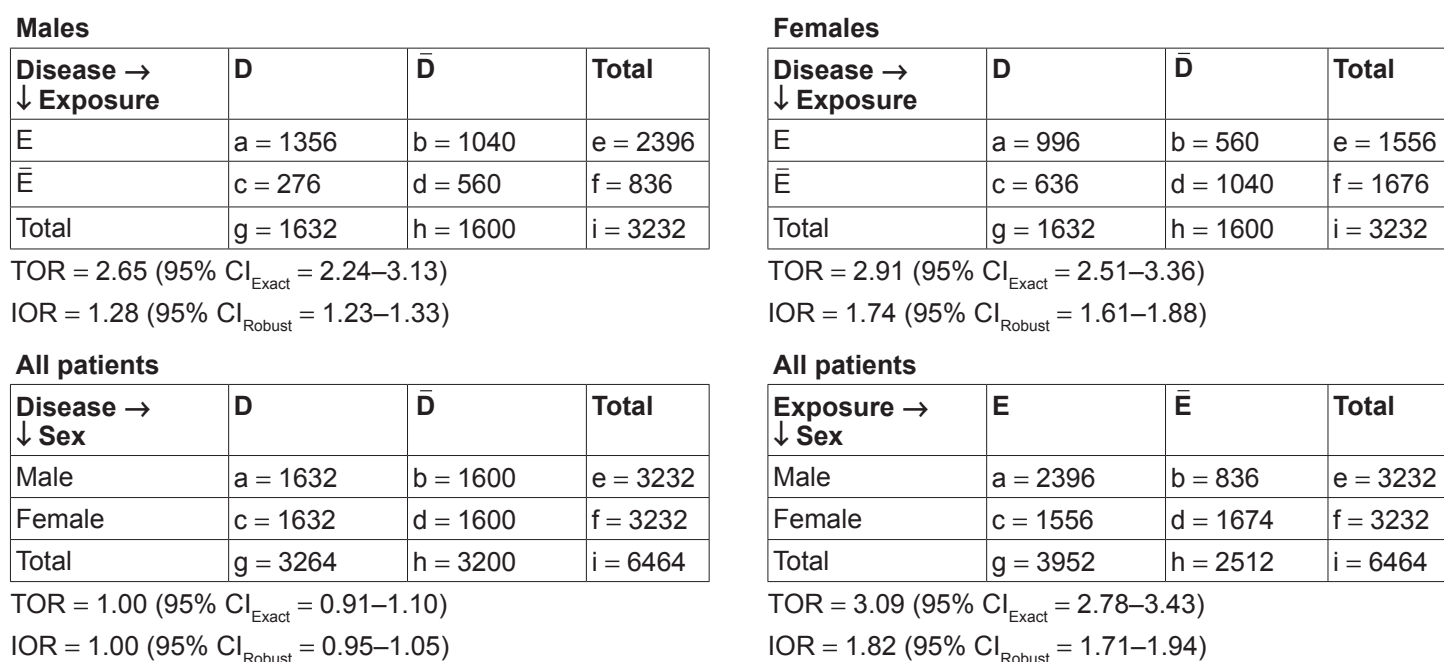 Males
Disease → D D̄ Total
↓ Exposure
E a = 1356 b = 1040 e = 2396
Ē c = 276 d = 560 f = 836
Total g = 1632 h = 1600 i = 3232
TOR = 2.65 (95% CI_Exact = 2.24–3.13)
IOR = 1.28 (95% CI_Robust = 1.23–1.33)
Females
Disease → D D̄ Total
↓ Exposure
E a = 996 b = 560 e = 1556
Ē c = 636 d = 1040 f = 1676
Total g = 1632 h = 1600 i = 3232
TOR = 2.91 (95% CI_Exact = 2.51–3.36)
IOR = 1.74 (95% CI_Robust = 1.61–1.88)
All patients
Disease → D D̄ Total
↓ Sex
Male a = 1632 b = 1600 e = 3232
Female c = 1632 d = 1600 f = 3232
Total g = 3264 h = 3200 i = 6464
TOR = 1.00 (95% CI_Exact = 0.91–1.10)
IOR = 1.00 (95% CI_Robust = 0.95–1.05)
All patients
Exposure → E Ē Total
↓ Sex
Male a = 2396 b = 836 e = 3232
Female c = 1556 d = 1674 f = 3232
Total g = 3952 h = 2512 i = 6464
TOR = 3.09 (95% CI_Exact = 2.78–3.43)
IOR = 1.82 (95% CI_Robust = 1.71–1.94)